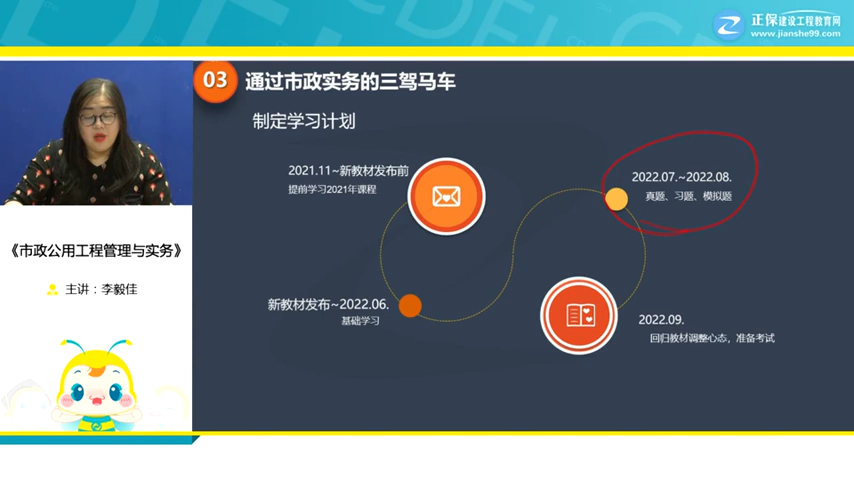 正保建设工程教育网
www.jianshe99.com
03 通过市政实务的三驾马车
制定学习计划
2021.11~新教材发布前
提前学习2021年课程
2022.07.~2022.08.
真题、习题、模拟题
新教材发布~2022.06.
基础学习
2022.09.
回归教材调整心态，准备考试
《市政公用工程管理与实务》
主讲：李毅佳